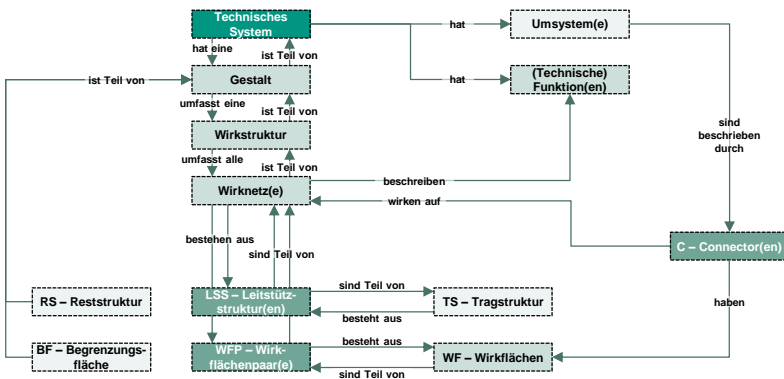 Technisches
System
hat
Umsystem(e)
hat eine
ist Teil von
ist Teil von
Gestalt
hat
(Technische)
Funktion(en)
umfasst eine
ist Teil von
Wirkstruktur
sind
beschrieben
durch
umfasst alle
ist Teil von
Wirknetz(e)
beschreiben
wirken auf
bestehen aus
sind Teil von
C – Connector(en)
RS – Reststruktur
LSS – Leitstütz-
struktur(en)
sind Teil von
besteht aus
TS – Tragstruktur
haben
BF – Begrenzungs-
fläche
WFP – Wirk-
flächenpaar(e)
besteht aus
sind Teil von
WF – Wirkflächen